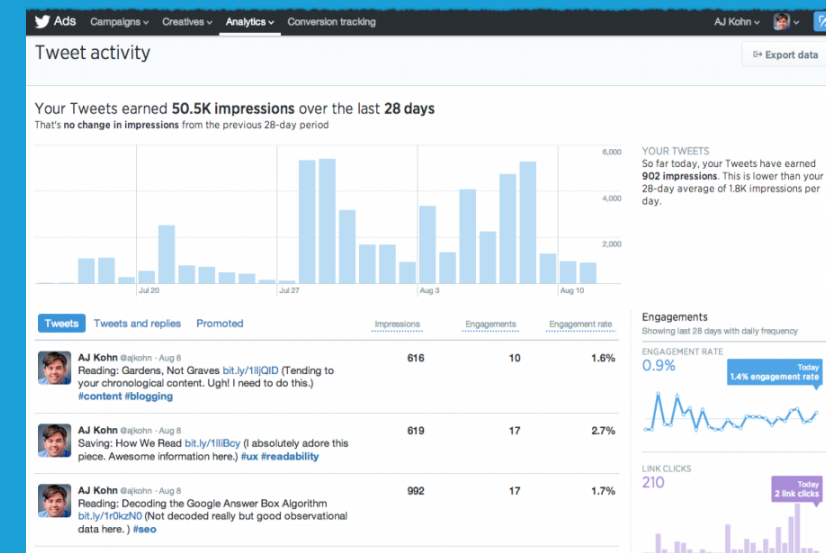 Ads Campaigns Creatives Analytics Conversion tracking AJ Kohn
Tweet activity
Export data
Your Tweets earned 50.5K impressions over the last 28 days
That's no change in impressions from the previous 28-day period
6,000
4,000
2,000
Jul 20 Jul 27 Aug 3 Aug 10
YOUR TWEETS
So far today, your Tweets have earned
902 impressions. This is lower than your
28-day average of 1.8K impressions per
day.
Tweets Tweets and replies Promoted Impressions Engagements Engagement rate
AJ Kohn @ajkohn · Aug 8 616 10 1.6%
Reading: Gardens, Not Graves bit.ly/1lIjQID (Tending to
your chronological content. Ugh! I need to do this.)
#content #blogging
AJ Kohn @ajkohn · Aug 8 619 17 2.7%
Saving: How We Read bit.ly/1lliBcy (I absolutely adore this
piece. Awesome information here.) #ux #readability
AJ Kohn @ajkohn · Aug 8 992 17 1.7%
Reading: Decoding the Google Answer Box Algorithm
bit.ly/1r0kzN0 (Not decoded really but good observational
data here. ) #seo
Engagements
Showing last 28 days with daily frequency
ENGAGEMENT RATE
0.9%
Today
1.4% engagement rate
LINK CLICKS
210
Today
2 link clicks